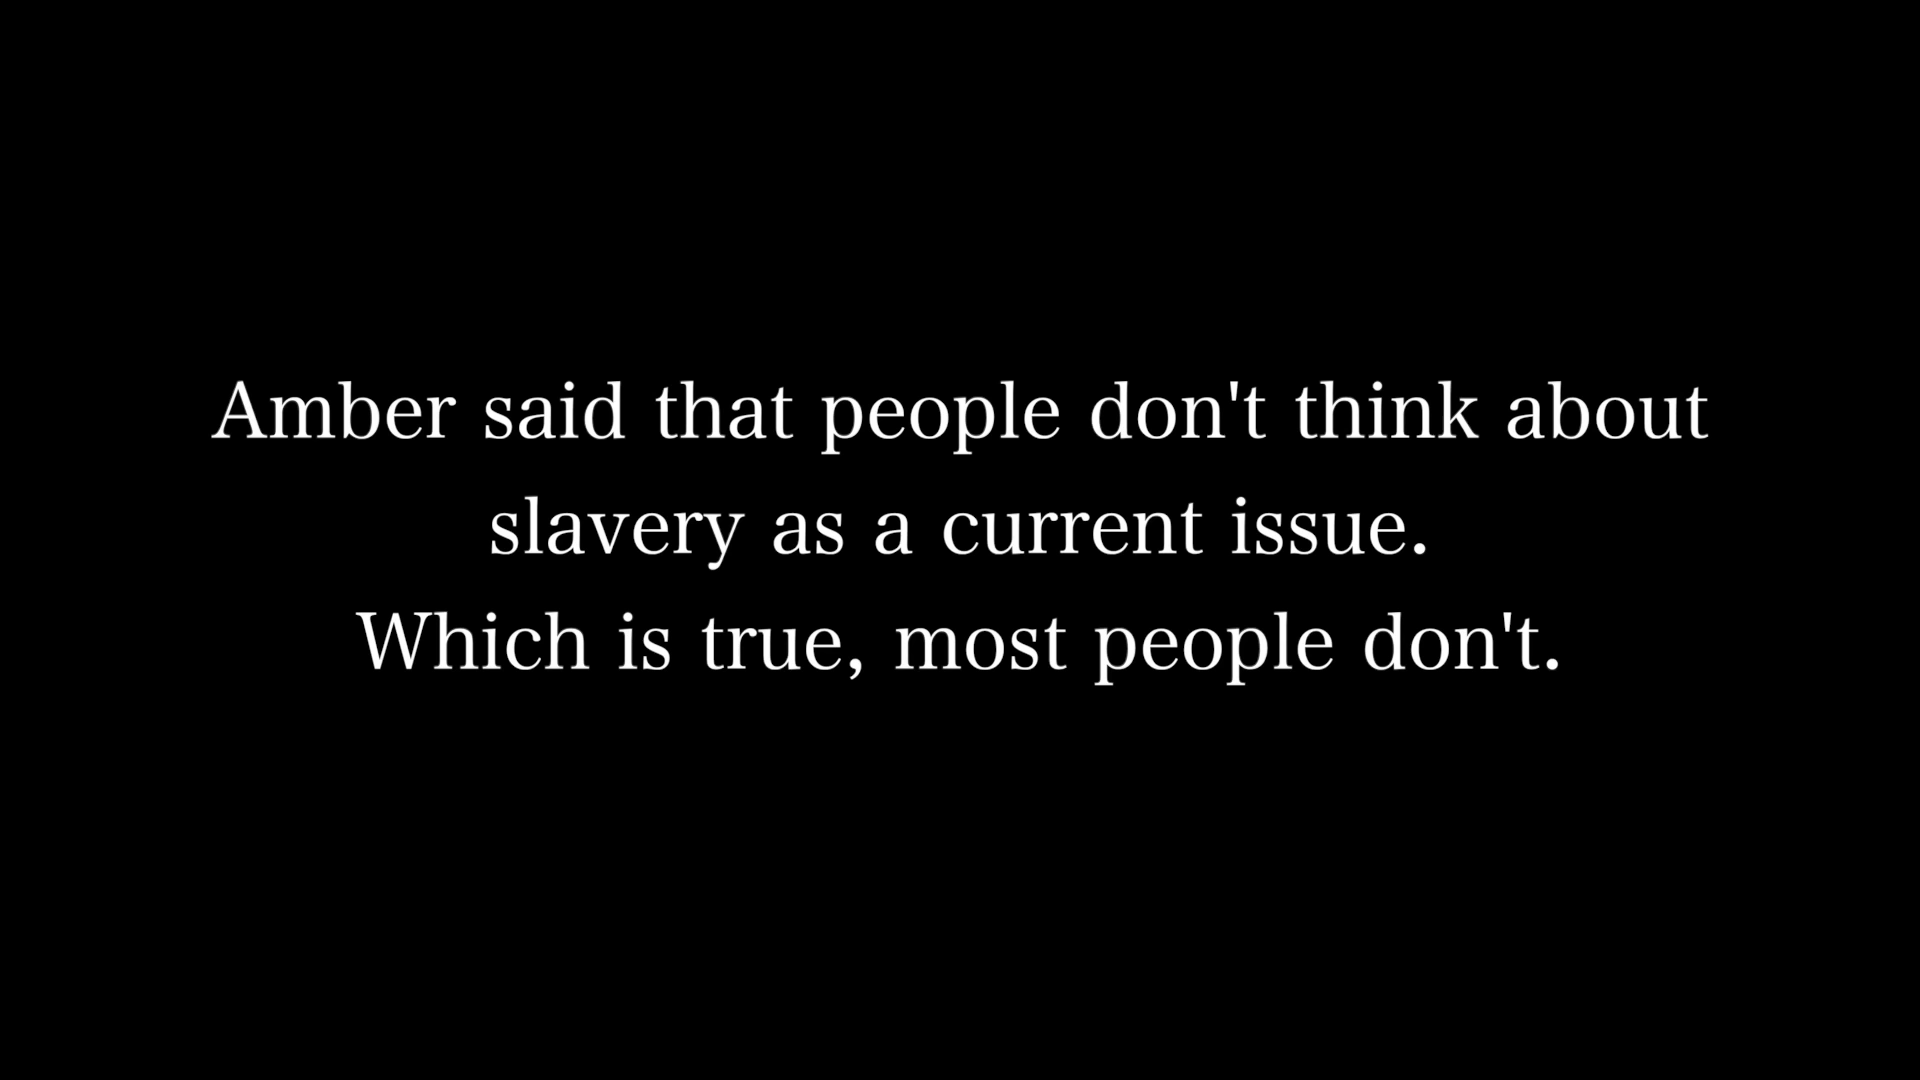 Amber said that people don't think about
slavery as a current issue.
Which is true, most people don't.